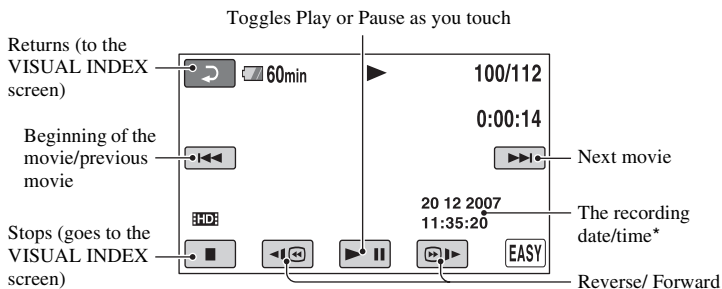 Toggles Play or Pause as you touch
Returns (to the
VISUAL INDEX
screen)
60min
100/112
0:00:14
Beginning of the
movie/previous
movie
Next movie
HD
20 12 2007
11:35:20
The recording
date/time*
Stops (goes to the
VISUAL INDEX
screen)
EASY
Reverse/ Forward